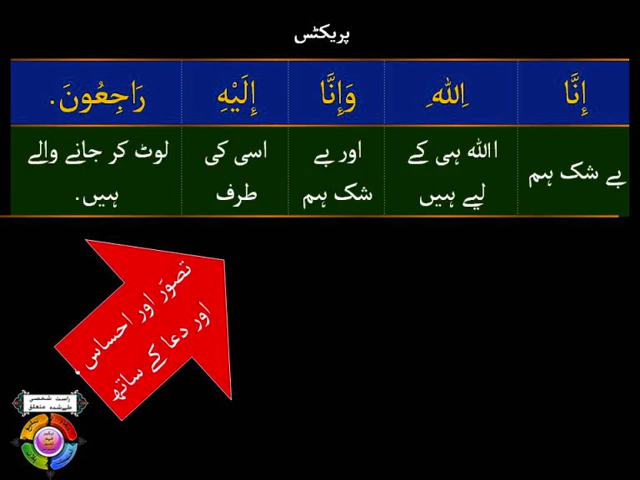 پریکٹس
إِنَّا لِلّٰهِ وَإِنَّا إِلَيْهِ رَاجِعُونَ.
بے شک ہم اللہ ہی کے لیے ہیں اور بے شک ہم اسی کی طرف لوٹ کر جانے والے ہیں.
تصوّر اور احساس
اور دعا کے ساتھ